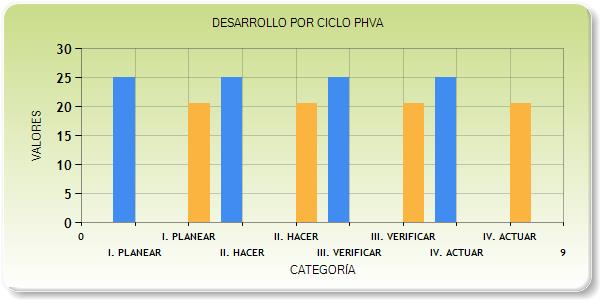 DESARROLLO POR CICLO PHVA
30
25
20
15
10
5
0
VALORES
0 I. PLANEAR II. HACER III. VERIFICAR IV. ACTUAR
I. PLANEAR II. HACER III. VERIFICAR IV. ACTUAR 9
CATEGORÍA